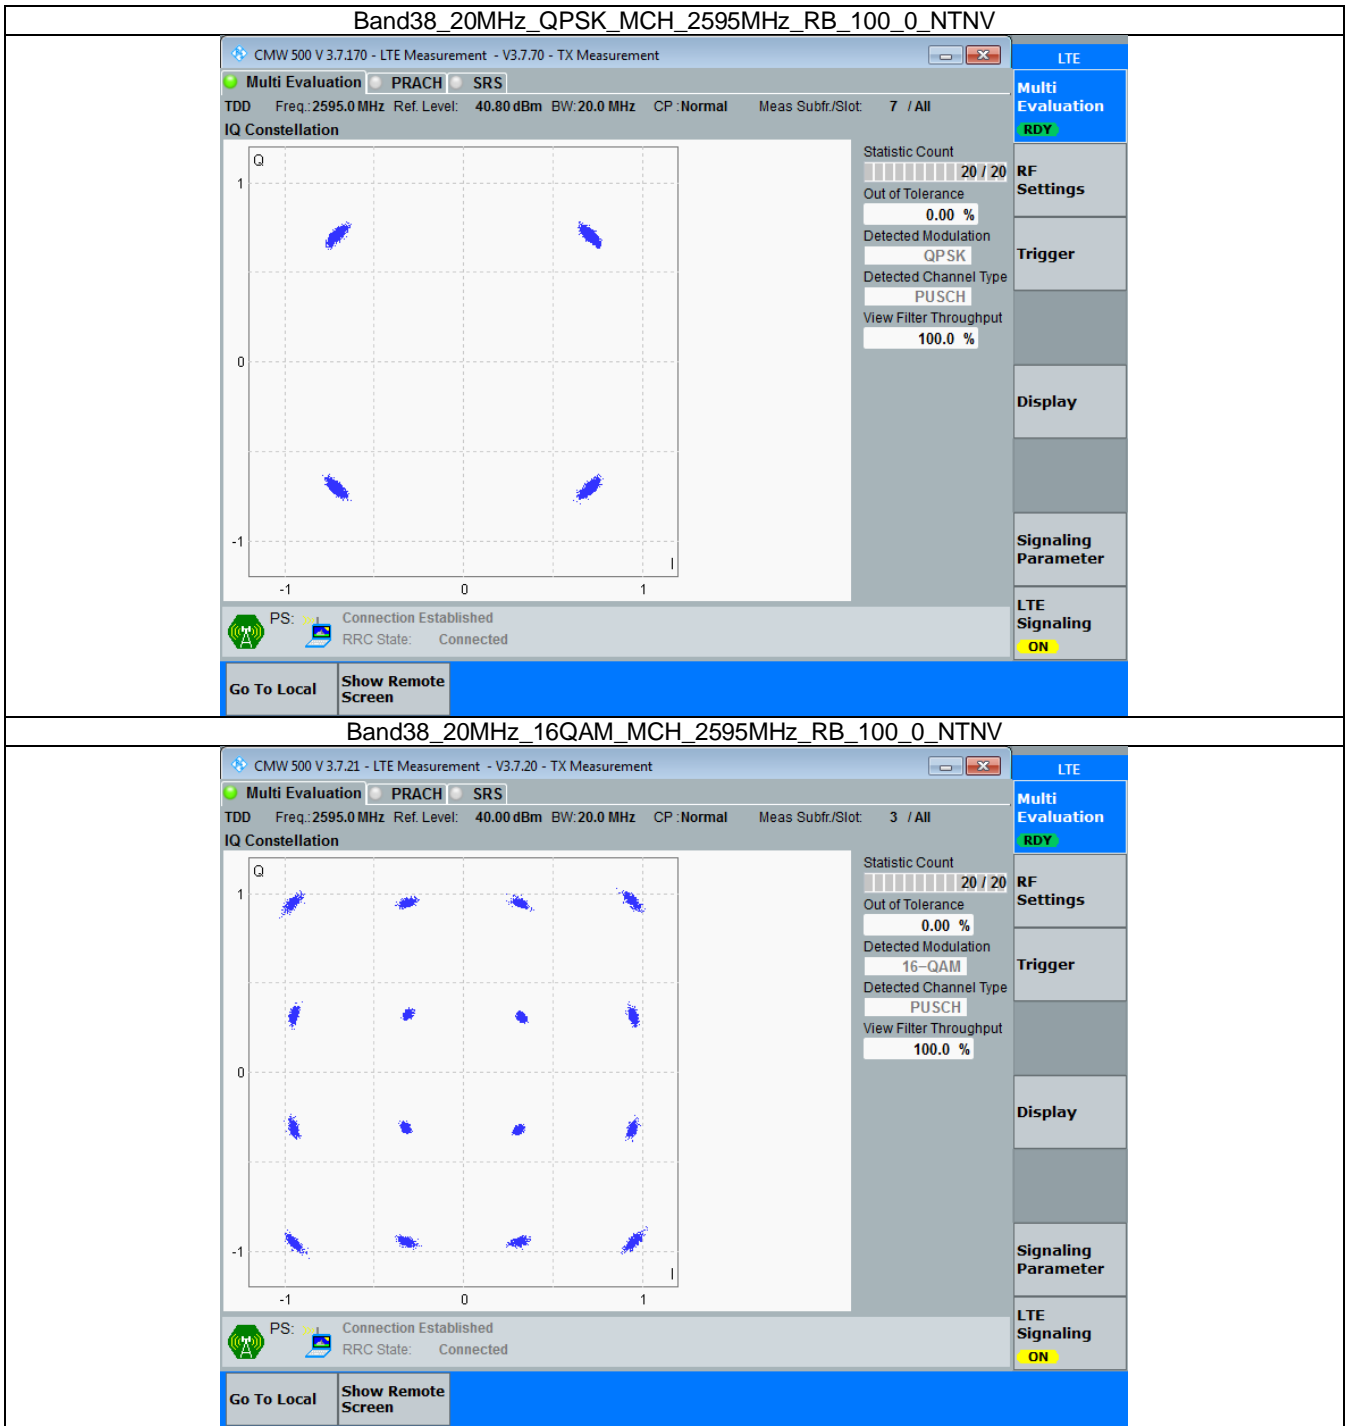 Band38_20MHz_QPSK_MCH_2595MHz_RB_100_0_NTNV
CMW 500 V 3.7.170 - LTE Measurement - V3.7.70 - TX Measurement
LTE
Multi Evaluation PRACH SRS
TDD Freq.: 2595.0 MHz Ref. Level: 40.80 dBm BW: 20.0 MHz CP : Normal Meas Subfr./Slot: 7 / All
IQ Constellation
Multi
Evaluation
RDY
Q
1
0
-1
I
-1 0 1
Statistic Count
20 / 20
Out of Tolerance
0.00 %
Detected Modulation
QPSK
Detected Channel Type
PUSCH
View Filter Throughput
100.0 %
RF
Settings
Trigger
Display
Signaling
Parameter
LTE
Signaling
ON
PS: Connection Established
RRC State: Connected
Go To Local
Show Remote
Screen
Band38_20MHz_16QAM_MCH_2595MHz_RB_100_0_NTNV
CMW 500 V 3.7.21 - LTE Measurement - V3.7.20 - TX Measurement
LTE
Multi Evaluation PRACH SRS
TDD Freq.: 2595.0 MHz Ref. Level: 40.00 dBm BW: 20.0 MHz CP : Normal Meas Subfr./Slot: 3 / All
IQ Constellation
Multi
Evaluation
RDY
Q
1
0
-1
I
-1 0 1
Statistic Count
20 / 20
Out of Tolerance
0.00 %
Detected Modulation
16-QAM
Detected Channel Type
PUSCH
View Filter Throughput
100.0 %
RF
Settings
Trigger
Display
Signaling
Parameter
LTE
Signaling
ON
PS: Connection Established
RRC State: Connected
Go To Local
Show Remote
Screen